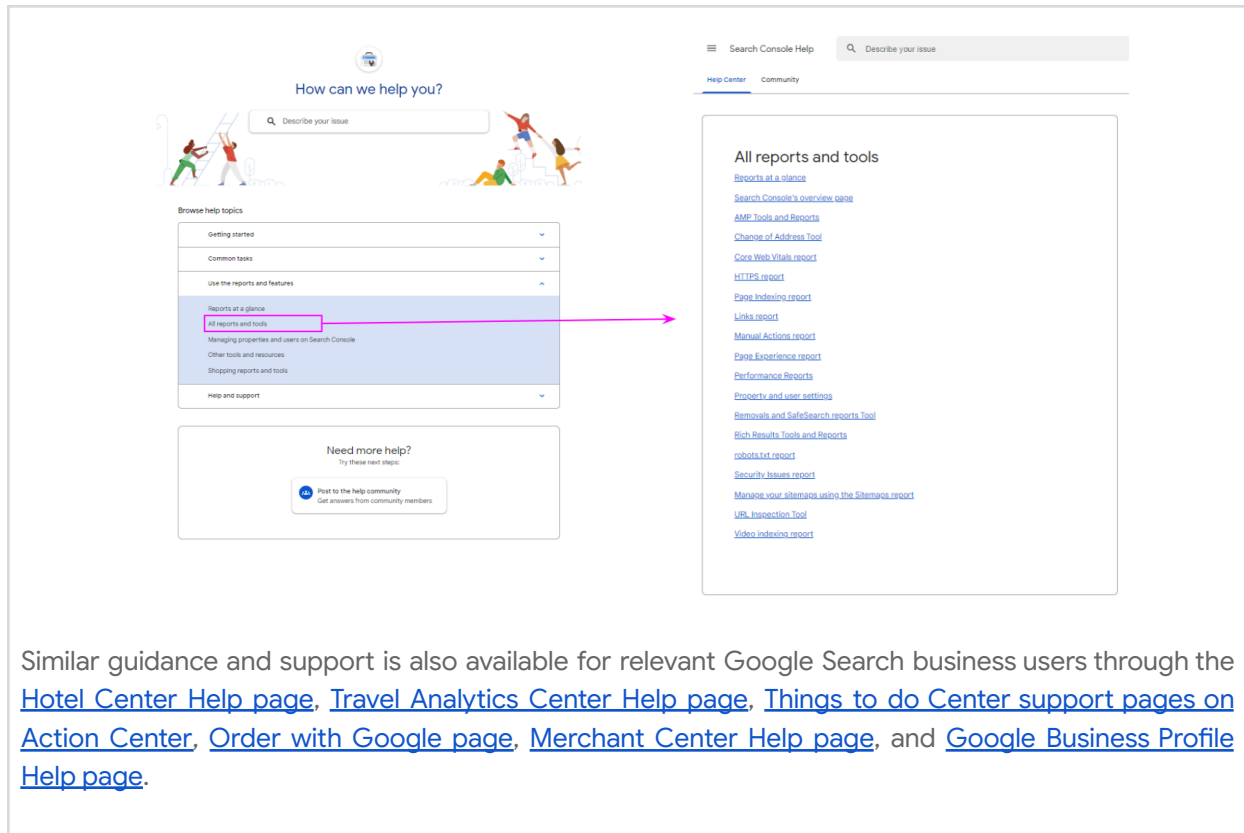 How can we help you?
Describe your issue
Browse help topics
Getting started
Common tasks
Use the reports and features
Reports at a glance
All reports and tools
Managing properties and users on Search Console
Other tools and resources
Shopping reports and tools
Help and support
Need more help?
Try these next steps:
Post to the help community
Get answers from community members
Search Console Help
Describe your issue
Help Center
Community
All reports and tools
Reports at a glance
Search Console's overview page
AMP Tools and Reports
Change of Address Tool
Core Web Vitals report
HTTPS report
Page Indexing report
Links report
Manual Actions report
Page Experience report
Performance Reports
Property and user settings
Removals and SafeSearch reports Tool
Rich Results Tools and Reports
robots.txt report
Security Issues report
Manage your sitemaps using the Sitemaps report
URL Inspection Tool
Video indexing report
Similar guidance and support is also available for relevant Google Search business users through the
Hotel Center Help page, Travel Analytics Center Help page, Things to do Center support pages on
Action Center, Order with Google page, Merchant Center Help page, and Google Business Profile
Help page.